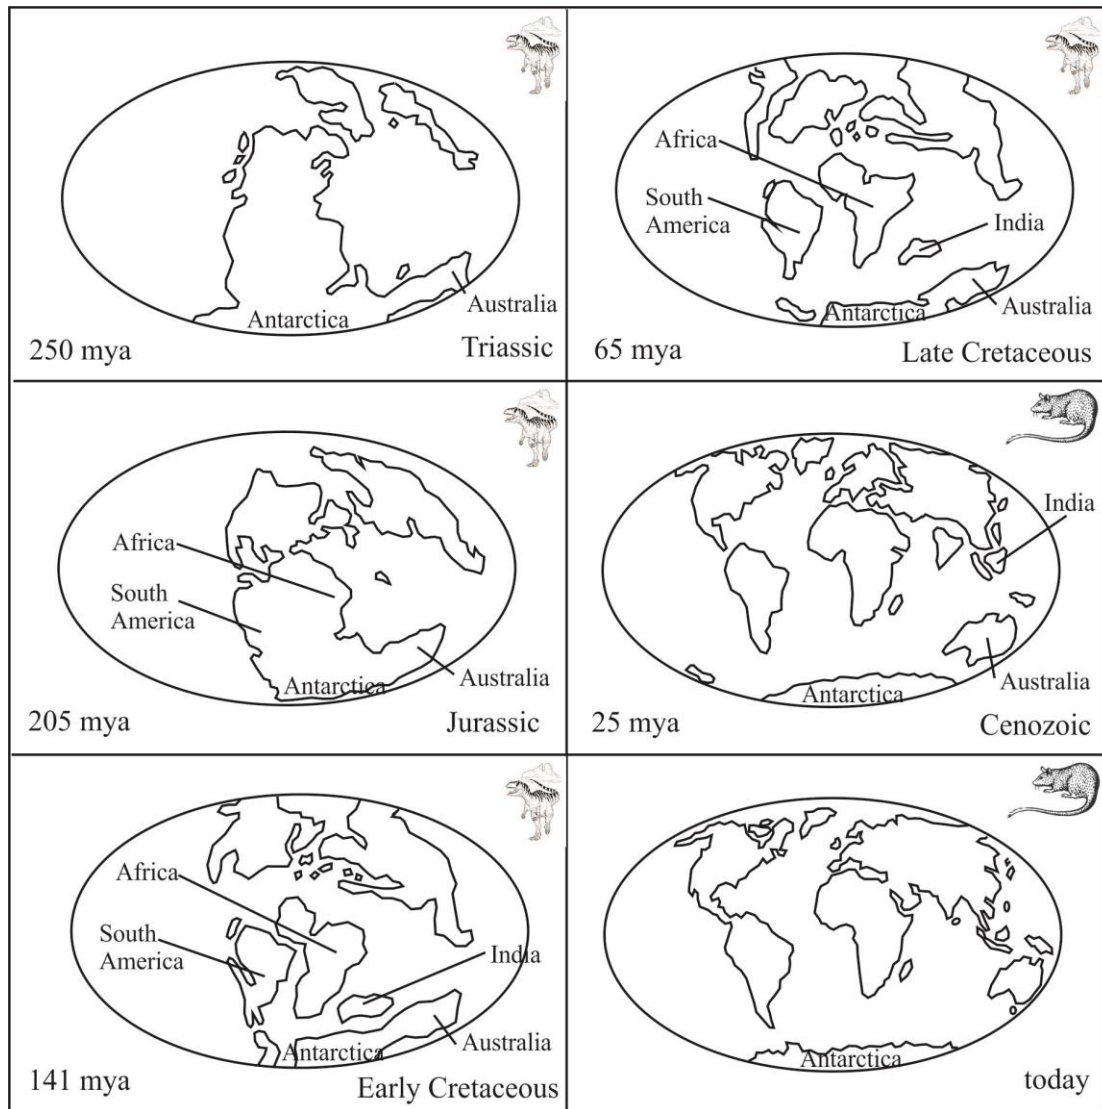 Antarctica
Australia
250 mya
Triassic
Africa
South
America
India
Antarctica
Australia
65 mya
Late Cretaceous
Africa
South
America
Antarctica
Australia
205 mya
Jurassic
India
Antarctica
Australia
25 mya
Cenozoic
Africa
South
America
India
Antarctica
Australia
141 mya
Early Cretaceous
Antarctica
today